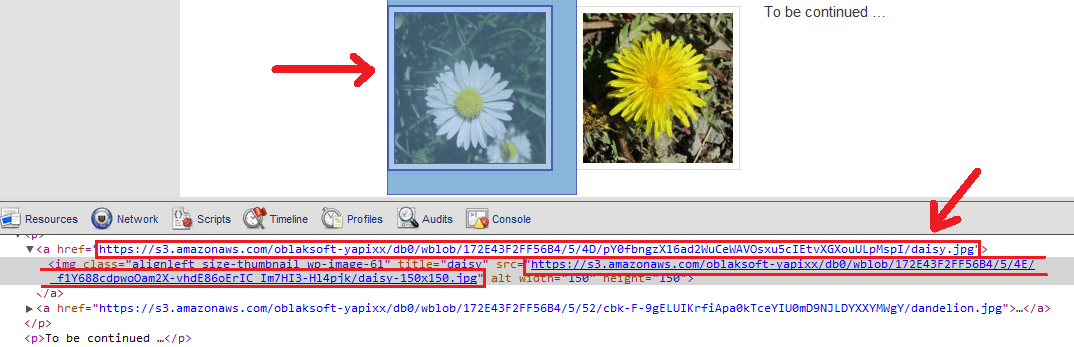 To be continued …
Resources Network Scripts Timeline Profiles Audits Console
<p>
▼<a href="https://s3.amazonaws.com/oblaksoft-yapixx/db0/wblob/172E43F2FF56B4/5/4D/pY0fbngzX16ad2WuCeWAVOsxu5cIEtvXGXouULpMspI/daisy.jpg">
<img class="alignleft size-thumbnail wp-image-61" title="daisy" src="https://s3.amazonaws.com/oblaksoft-yapixx/db0/wblob/172E43F2FF56B4/5/4E/
f1Y688cdpwoOam2X-vhdE86oErIC_Im7HI3-Hl4pjk/daisy-150x150.jpg" alt width="150" height="150">
</a>
▶<a href="https://s3.amazonaws.com/oblaksoft-yapixx/db0/wblob/172E43F2FF56B4/5/52/cbk-F-9gELUIKrfiApa0kTceYIU0mD9NJLDYXXYMWgY/dandelion.jpg">…</a>
</p>
<p>To be continued …</p>